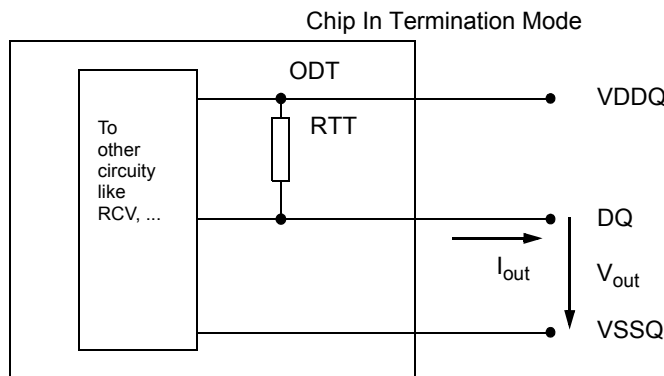 Chip In Termination Mode
ODT
VDDQ
To
other
circuity
like
RCV, ...
RTT
DQ
Iout
Vout
VSSQ